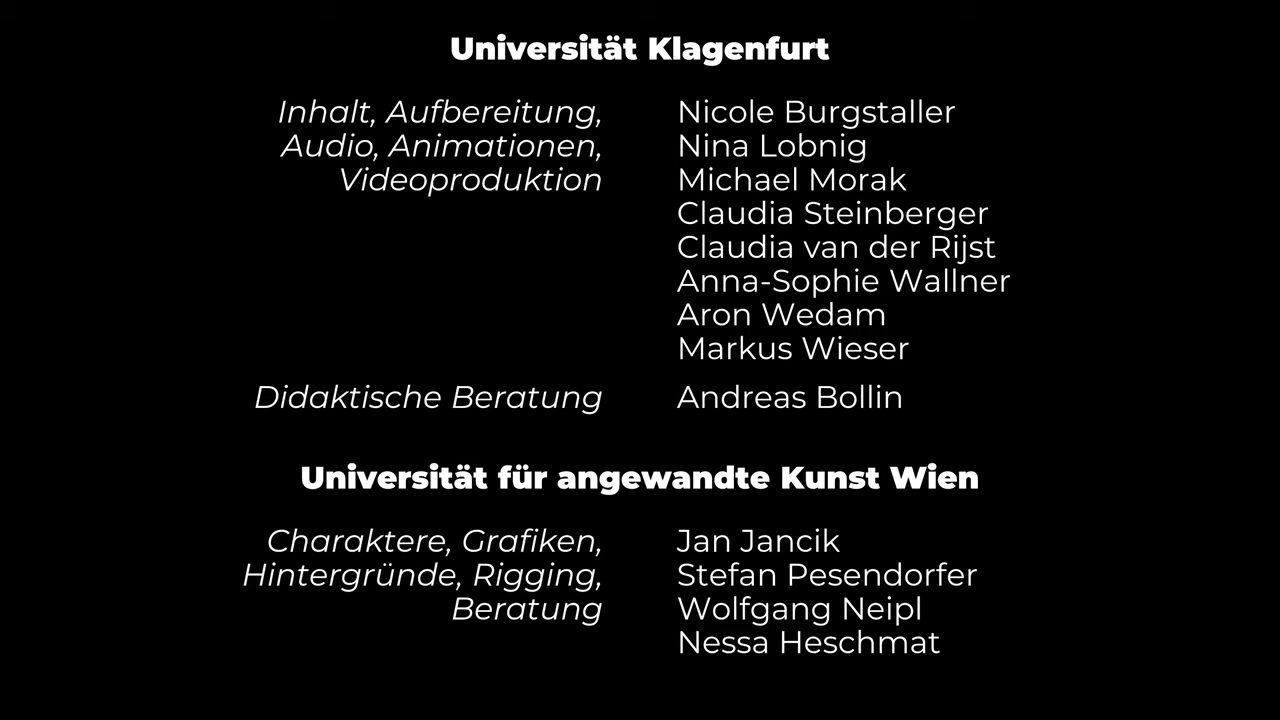 Universität Klagenfurt
Inhalt, Aufbereitung, Nicole Burgstaller
Audio, Animationen, Nina Lobnig
Videoproduktion Michael Morak
Claudia Steinberger
Claudia van der Rijst
Anna-Sophie Wallner
Aron Wedam
Markus Wieser
Didaktische Beratung Andreas Bollin
Universität für angewandte Kunst Wien
Charaktere, Grafiken, Jan Jancik
Hintergründe, Rigging, Stefan Pesendorfer
Beratung Wolfgang Neipl
Nessa Heschmat